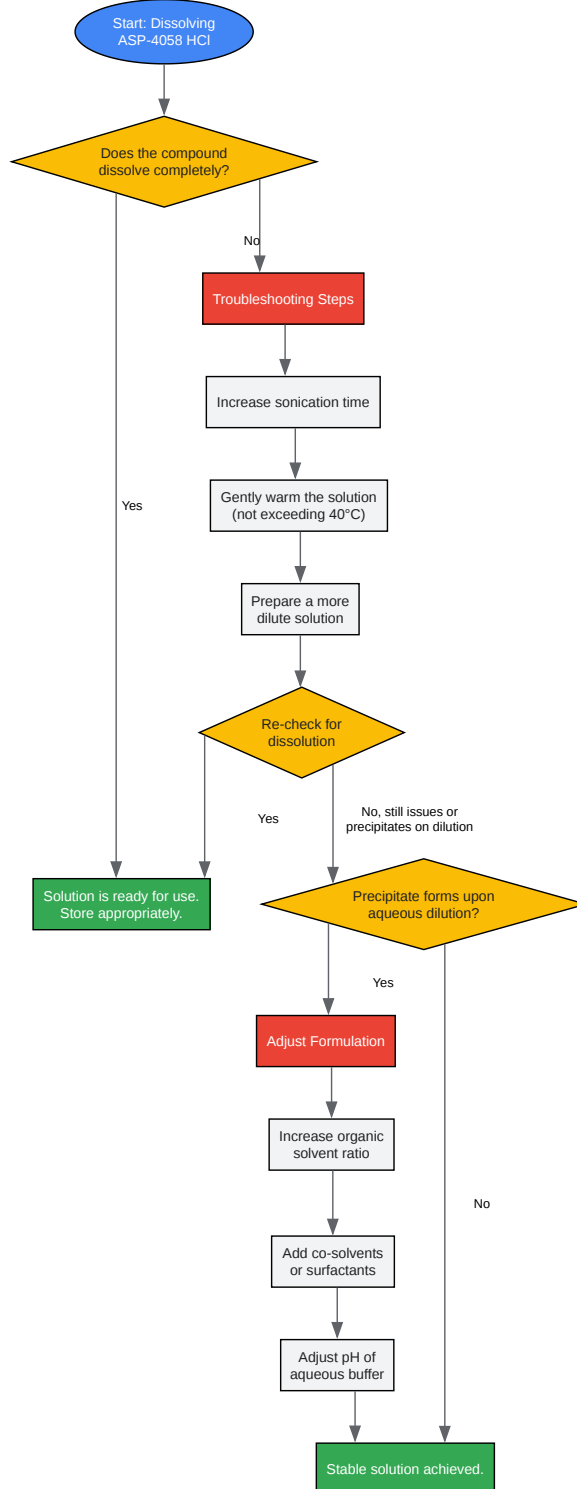 Start: Dissolving
ASP-4058 HCl
Does the compound
dissolve completely?
No
Troubleshooting Steps
Increase sonication time
Yes
Gently warm the solution
(not exceeding 40°C)
Prepare a more
dilute solution
Re-check for
dissolution
Yes
No, still issues or
precipitates on dilution
Solution is ready for use.
Store appropriately.
Precipitate forms upon
aqueous dilution?
Yes
Adjust Formulation
Increase organic
solvent ratio
No
Add co-solvents
or surfactants
Adjust pH of
aqueous buffer
Stable solution achieved.